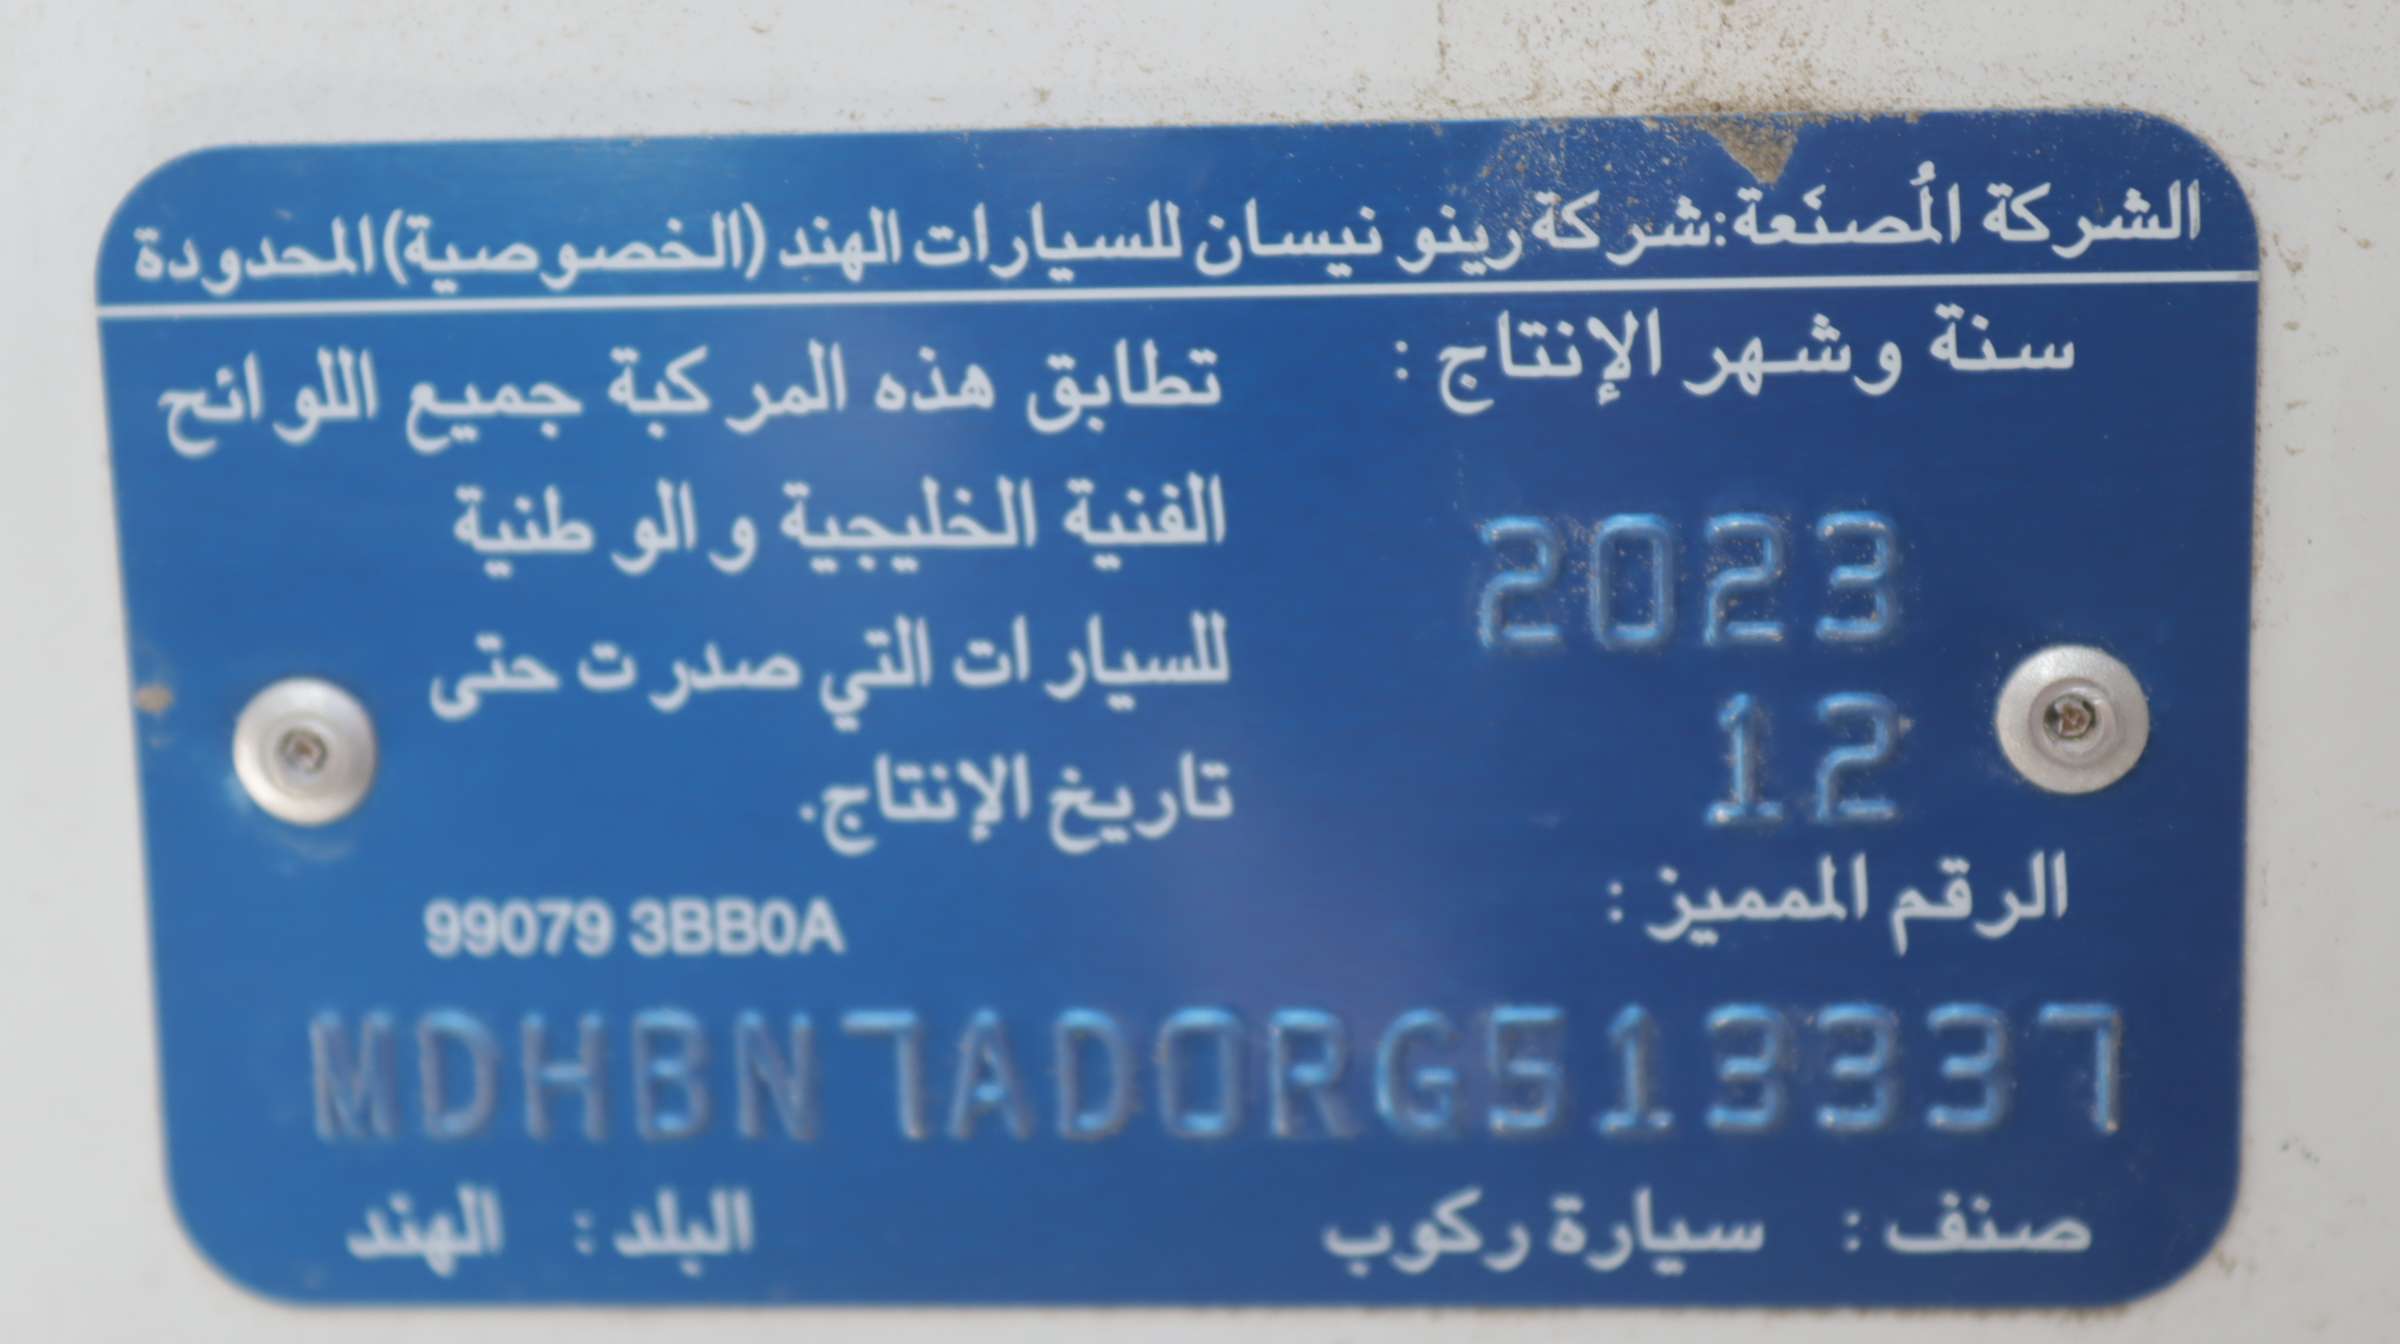 الشركة المُصنَعة:شركة رينو نيسان للسيارات الهند (الخصوصية) المحدودة
سنة وشهر الإنتاج :
2023
12
تطابق هذه المركبة جميع اللوائح
الفنية الخليجية والوطنية
للسيارات التي صدرت حتى
تاريخ الإنتاج.
99079 3BB0A
الرقم المميز :
MDHBN7AD0RG513337
صنف : سيارة ركوب
البلد : الهند